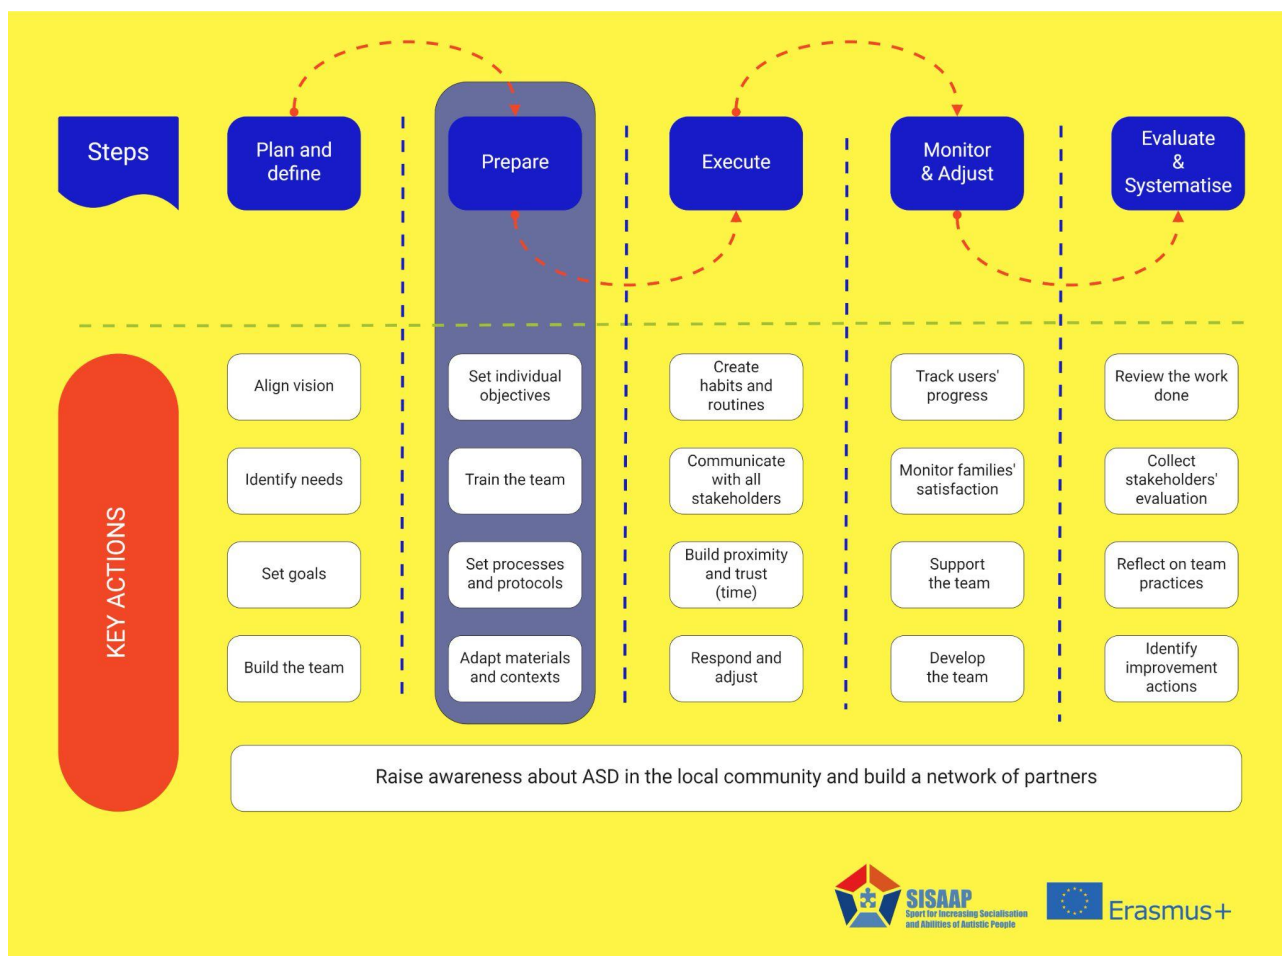 Steps
Plan and
define
Prepare
Execute
Monitor
& Adjust
Evaluate
&
Systematise
KEY ACTIONS
Align vision
Set individual
objectives
Create
habits and
routines
Track users'
progress
Review the work
done
Identify needs
Train the team
Communicate
with all
stakeholders
Monitor families'
satisfaction
Collect
stakeholders'
evaluation
Set goals
Set processes
and protocols
Build proximity
and trust
(time)
Support
the team
Reflect on team
practices
Build the team
Adapt materials
and contexts
Respond and
adjust
Develop
the team
Identify
improvement
actions
Raise awareness about ASD in the local community and build a network of partners
SISAAP
Sport for Increasing Socialisation
and Abilities of Autistic People
Erasmus+